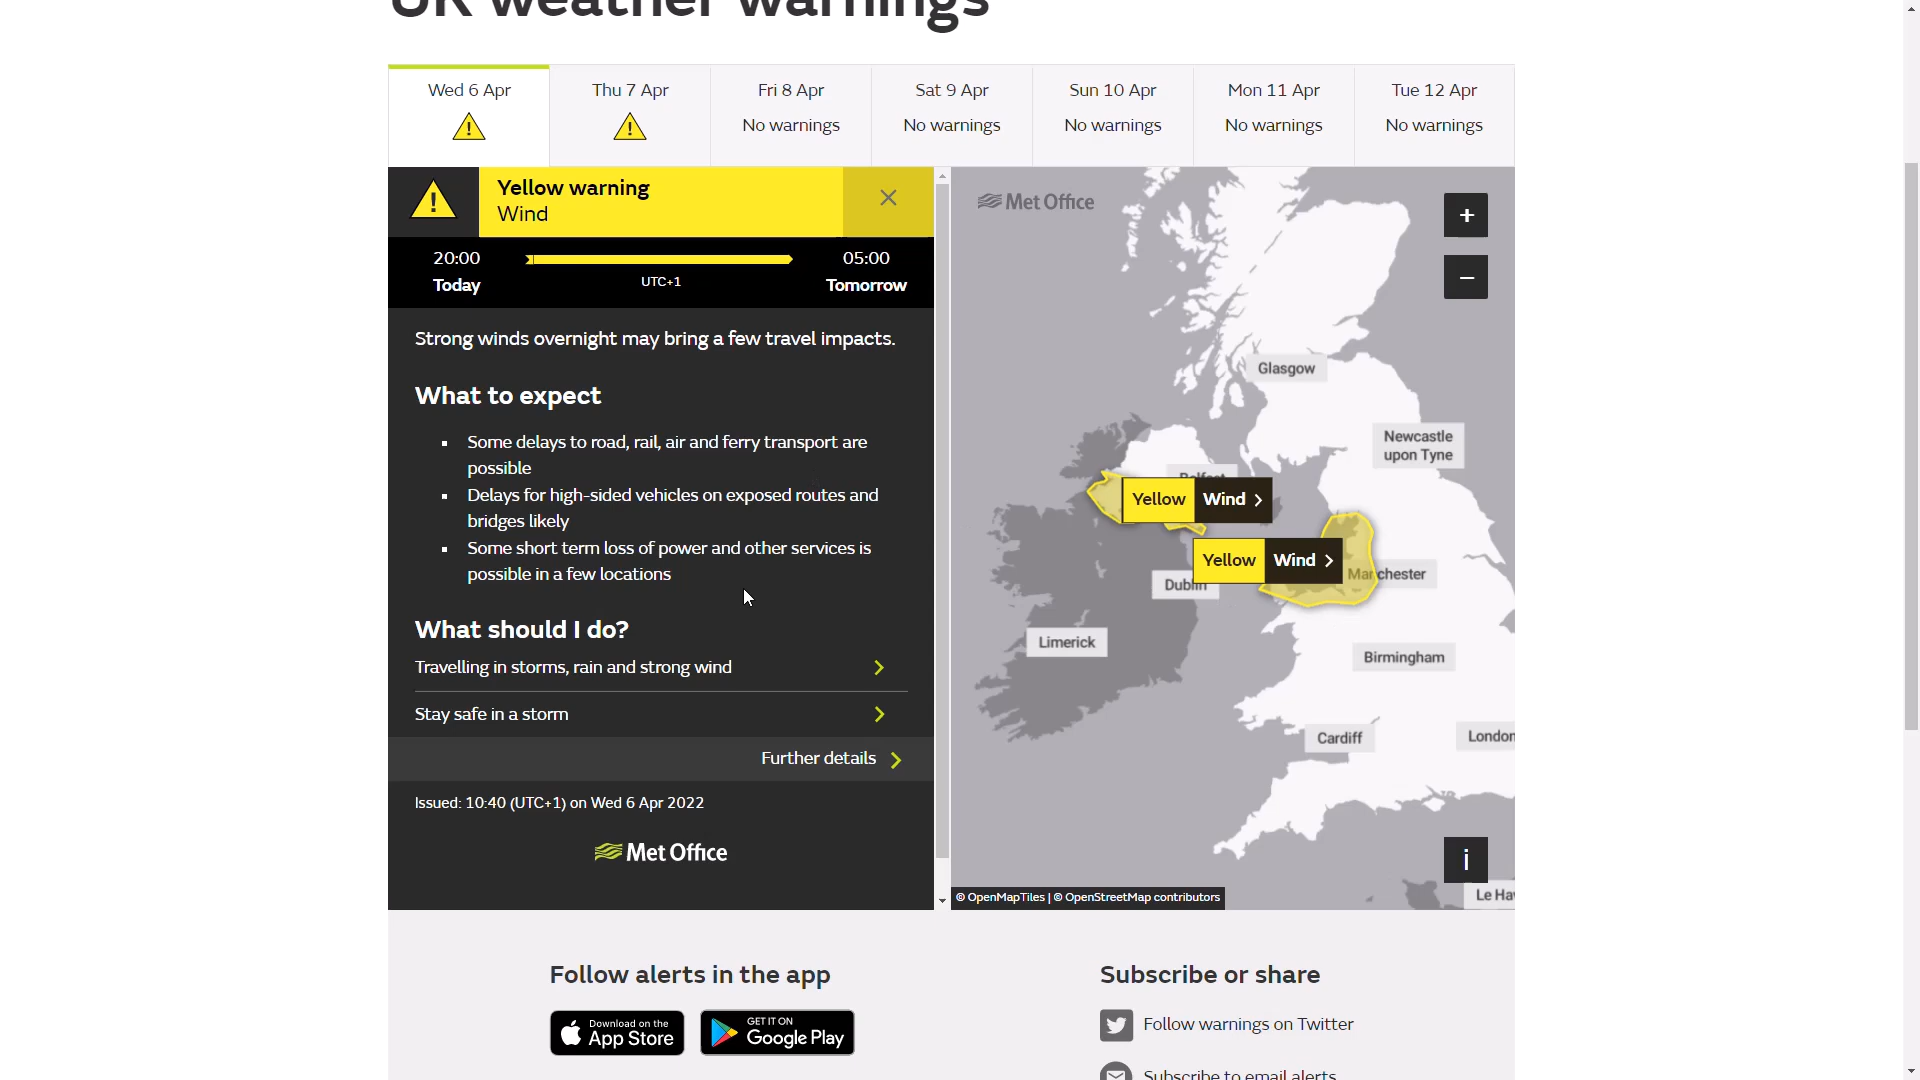 UK weather warnings
Wed 6 Apr
Thu 7 Apr
Fri 8 Apr
No warnings
Sat 9 Apr
No warnings
Sun 10 Apr
No warnings
Mon 11 Apr
No warnings
Tue 12 Apr
No warnings
Yellow warning
Wind
20:00
Today
UTC+1
05:00
Tomorrow
Strong winds overnight may bring a few travel impacts.
What to expect
Some delays to road, rail, air and ferry transport are
possible
Delays for high-sided vehicles on exposed routes and
bridges likely
Some short term loss of power and other services is
possible in a few locations
What should I do?
Travelling in storms, rain and strong wind
Stay safe in a storm
Further details
Issued: 10:40 (UTC+1) on Wed 6 Apr 2022
Met Office
Met Office
+
−
Glasgow
Newcastle
upon Tyne
Belfast
Yellow Wind
Yellow Wind
Manchester
Dublin
Limerick
Birmingham
Cardiff
London
i
Le Ha
© OpenMapTiles | © OpenStreetMap contributors
Follow alerts in the app
Download on the
App Store
GET IT ON
Google Play
Subscribe or share
Follow warnings on Twitter
Subscribe to email alerts